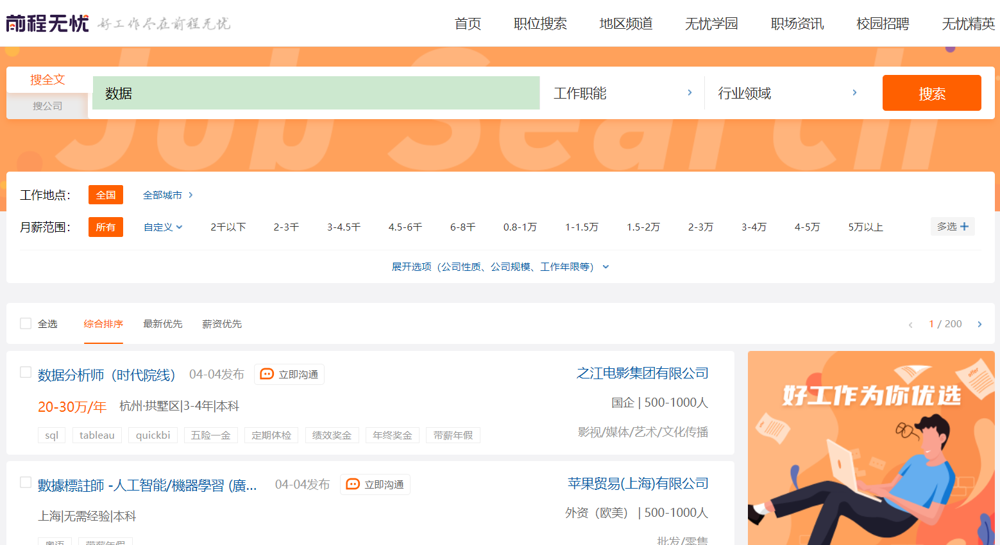 前程无忧 好工作尽在前程无忧
首页 职位搜索 地区频道 无忧学园 职场资讯 校园招聘 无忧精英
Job Search
搜全文
搜公司
数据 工作职能 行业领域 搜索
工作地点: 全国 全部城市
月薪范围: 所有 自定义 2千以下 2-3千 3-4.5千 4.5-6千 6-8千 0.8-1万 1-1.5万 1.5-2万 2-3万 3-4万 4-5万 5万以上 多选
展开选项（公司性质、公司规模、工作年限等）
全选 综合排序 最新优先 薪资优先 1 / 200
数据分析师（时代院线） 04-04发布 立即沟通 之江电影集团有限公司
20-30万/年 杭州·拱墅区|3-4年|本科 国企 | 500-1000人
sql tableau quickbi 五险一金 定期体检 绩效奖金 年终奖金 带薪年假 影视/媒体/艺术/文化传播
數據標註師 -人工智能/機器學習 (廣... 04-04发布 立即沟通 苹果贸易(上海)有限公司
上海|无需经验|本科 外资（欧美） | 500-1000人
粤语 带薪年假 批发/零售
offer
好工作为你优选